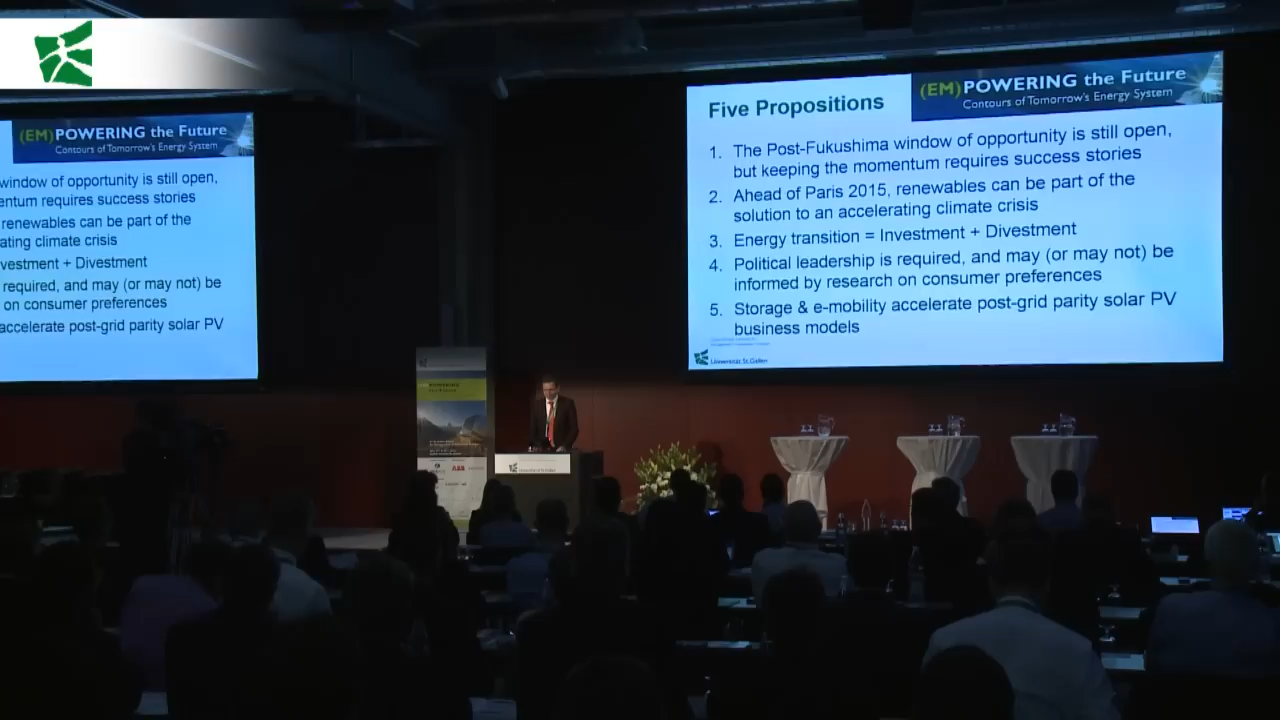 (EM)POWERING the Future
Contours of Tomorrow's Energy System
window of opportunity is still open,
entum requires success stories
renewables can be part of the
ating climate crisis
vestment + Divestment
required, and may (or may not) be
on consumer preferences
accelerate post-grid parity solar PV
(EM)POWERING the Future
Contours of Tomorrow's Energy System
Five Propositions
1. The Post-Fukushima window of opportunity is still open,
but keeping the momentum requires success stories
2. Ahead of Paris 2015, renewables can be part of the
solution to an accelerating climate crisis
3. Energy transition = Investment + Divestment
4. Political leadership is required, and may (or may not) be
informed by research on consumer preferences
5. Storage & e-mobility accelerate post-grid parity solar PV
business models
Universität St.Gallen
POWERING
ABB